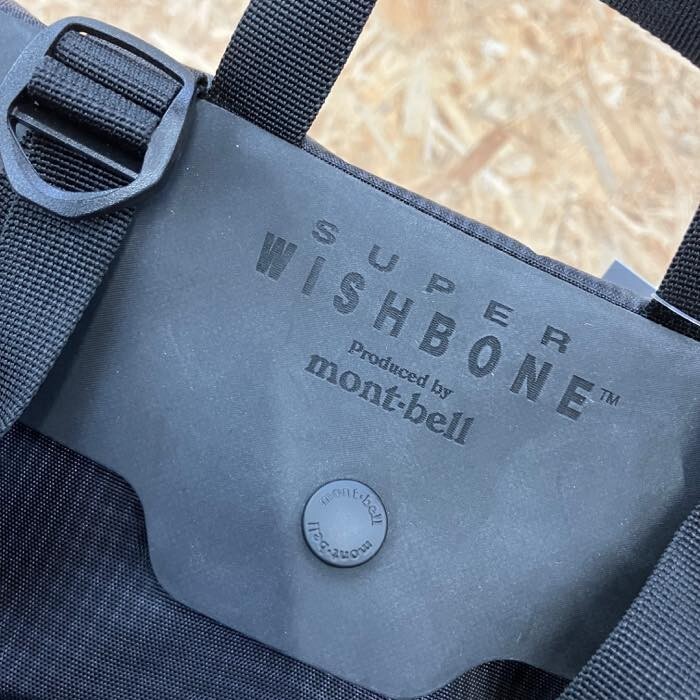 SUPER
WISHBONE™
Produced by
mont-bell
mont-bell
mont-bell